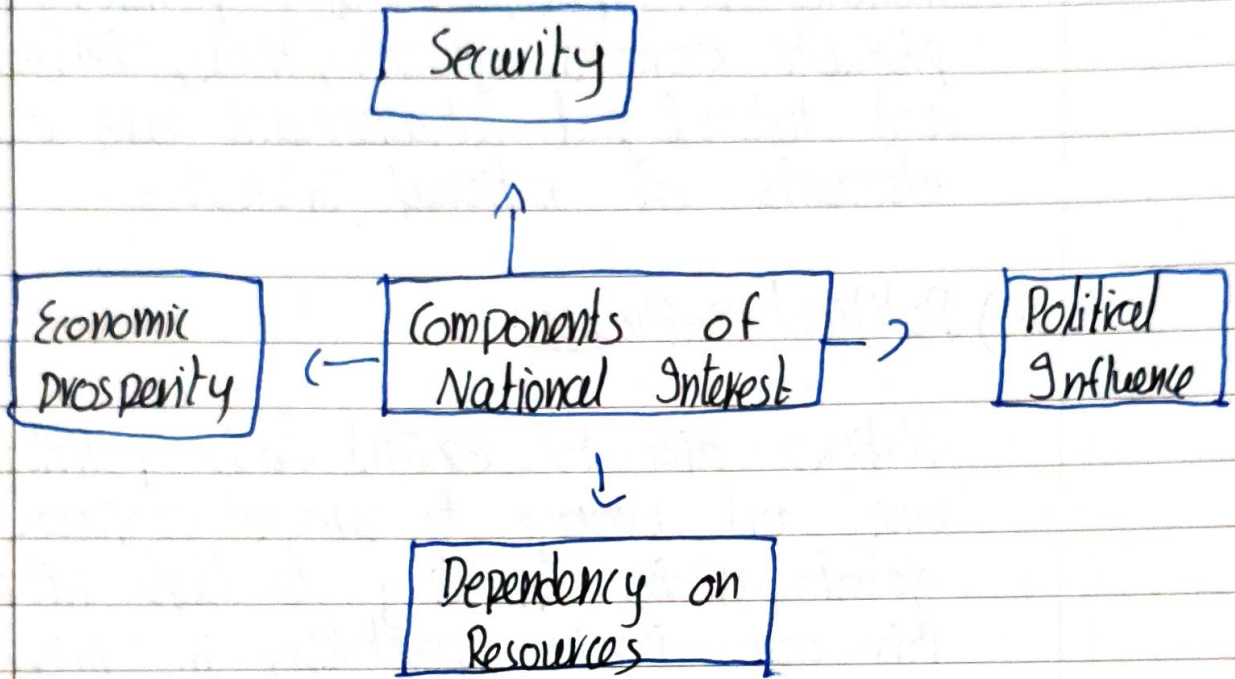 Security
Economic
Prosperity
Components of
National Interest
Political
Influence
Dependency on
Resources